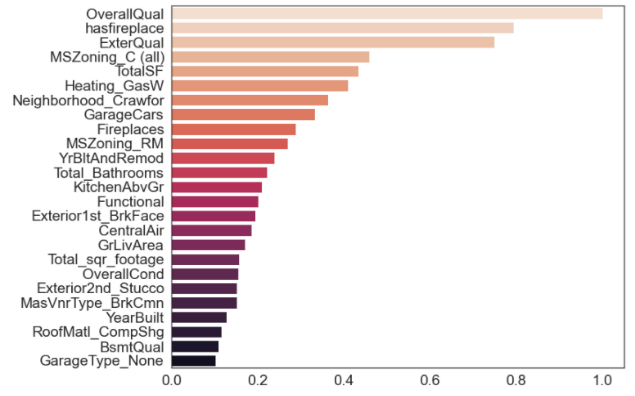 OverallQual
hasfireplace
ExterQual
MSZoning_C (all)
TotalSF
Heating_GasW
Neighborhood_Crawfor
GarageCars
Fireplaces
MSZoning_RM
YrBltAndRemod
Total_Bathrooms
KitchenAbvGr
Functional
Exterior1st_BrkFace
CentralAir
GrLivArea
Total_sqr_footage
OverallCond
Exterior2nd_Stucco
MasVnrType_BrkCmn
YearBuilt
RoofMatl_CompShg
BsmtQual
GarageType_None
0.0 0.2 0.4 0.6 0.8 1.0